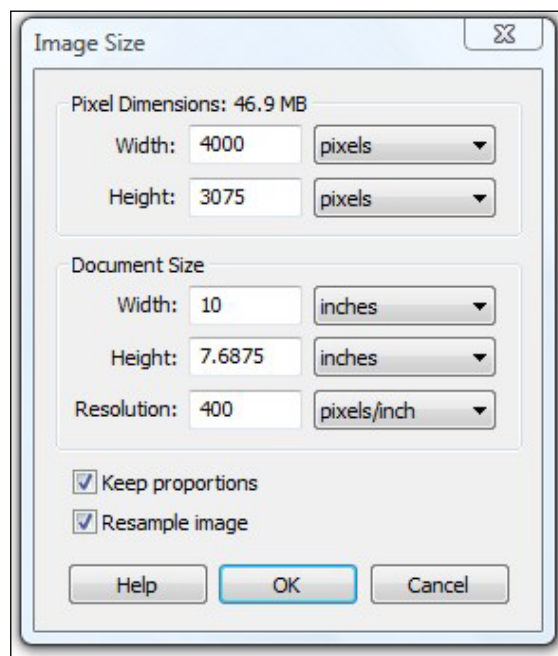 Image Size
Pixel Dimensions: 46.9 MB
Width: 4000 pixels
Height: 3075 pixels
Document Size
Width: 10 inches
Height: 7.6875 inches
Resolution: 400 pixels/inch
Keep proportions
Resample image
Help OK Cancel